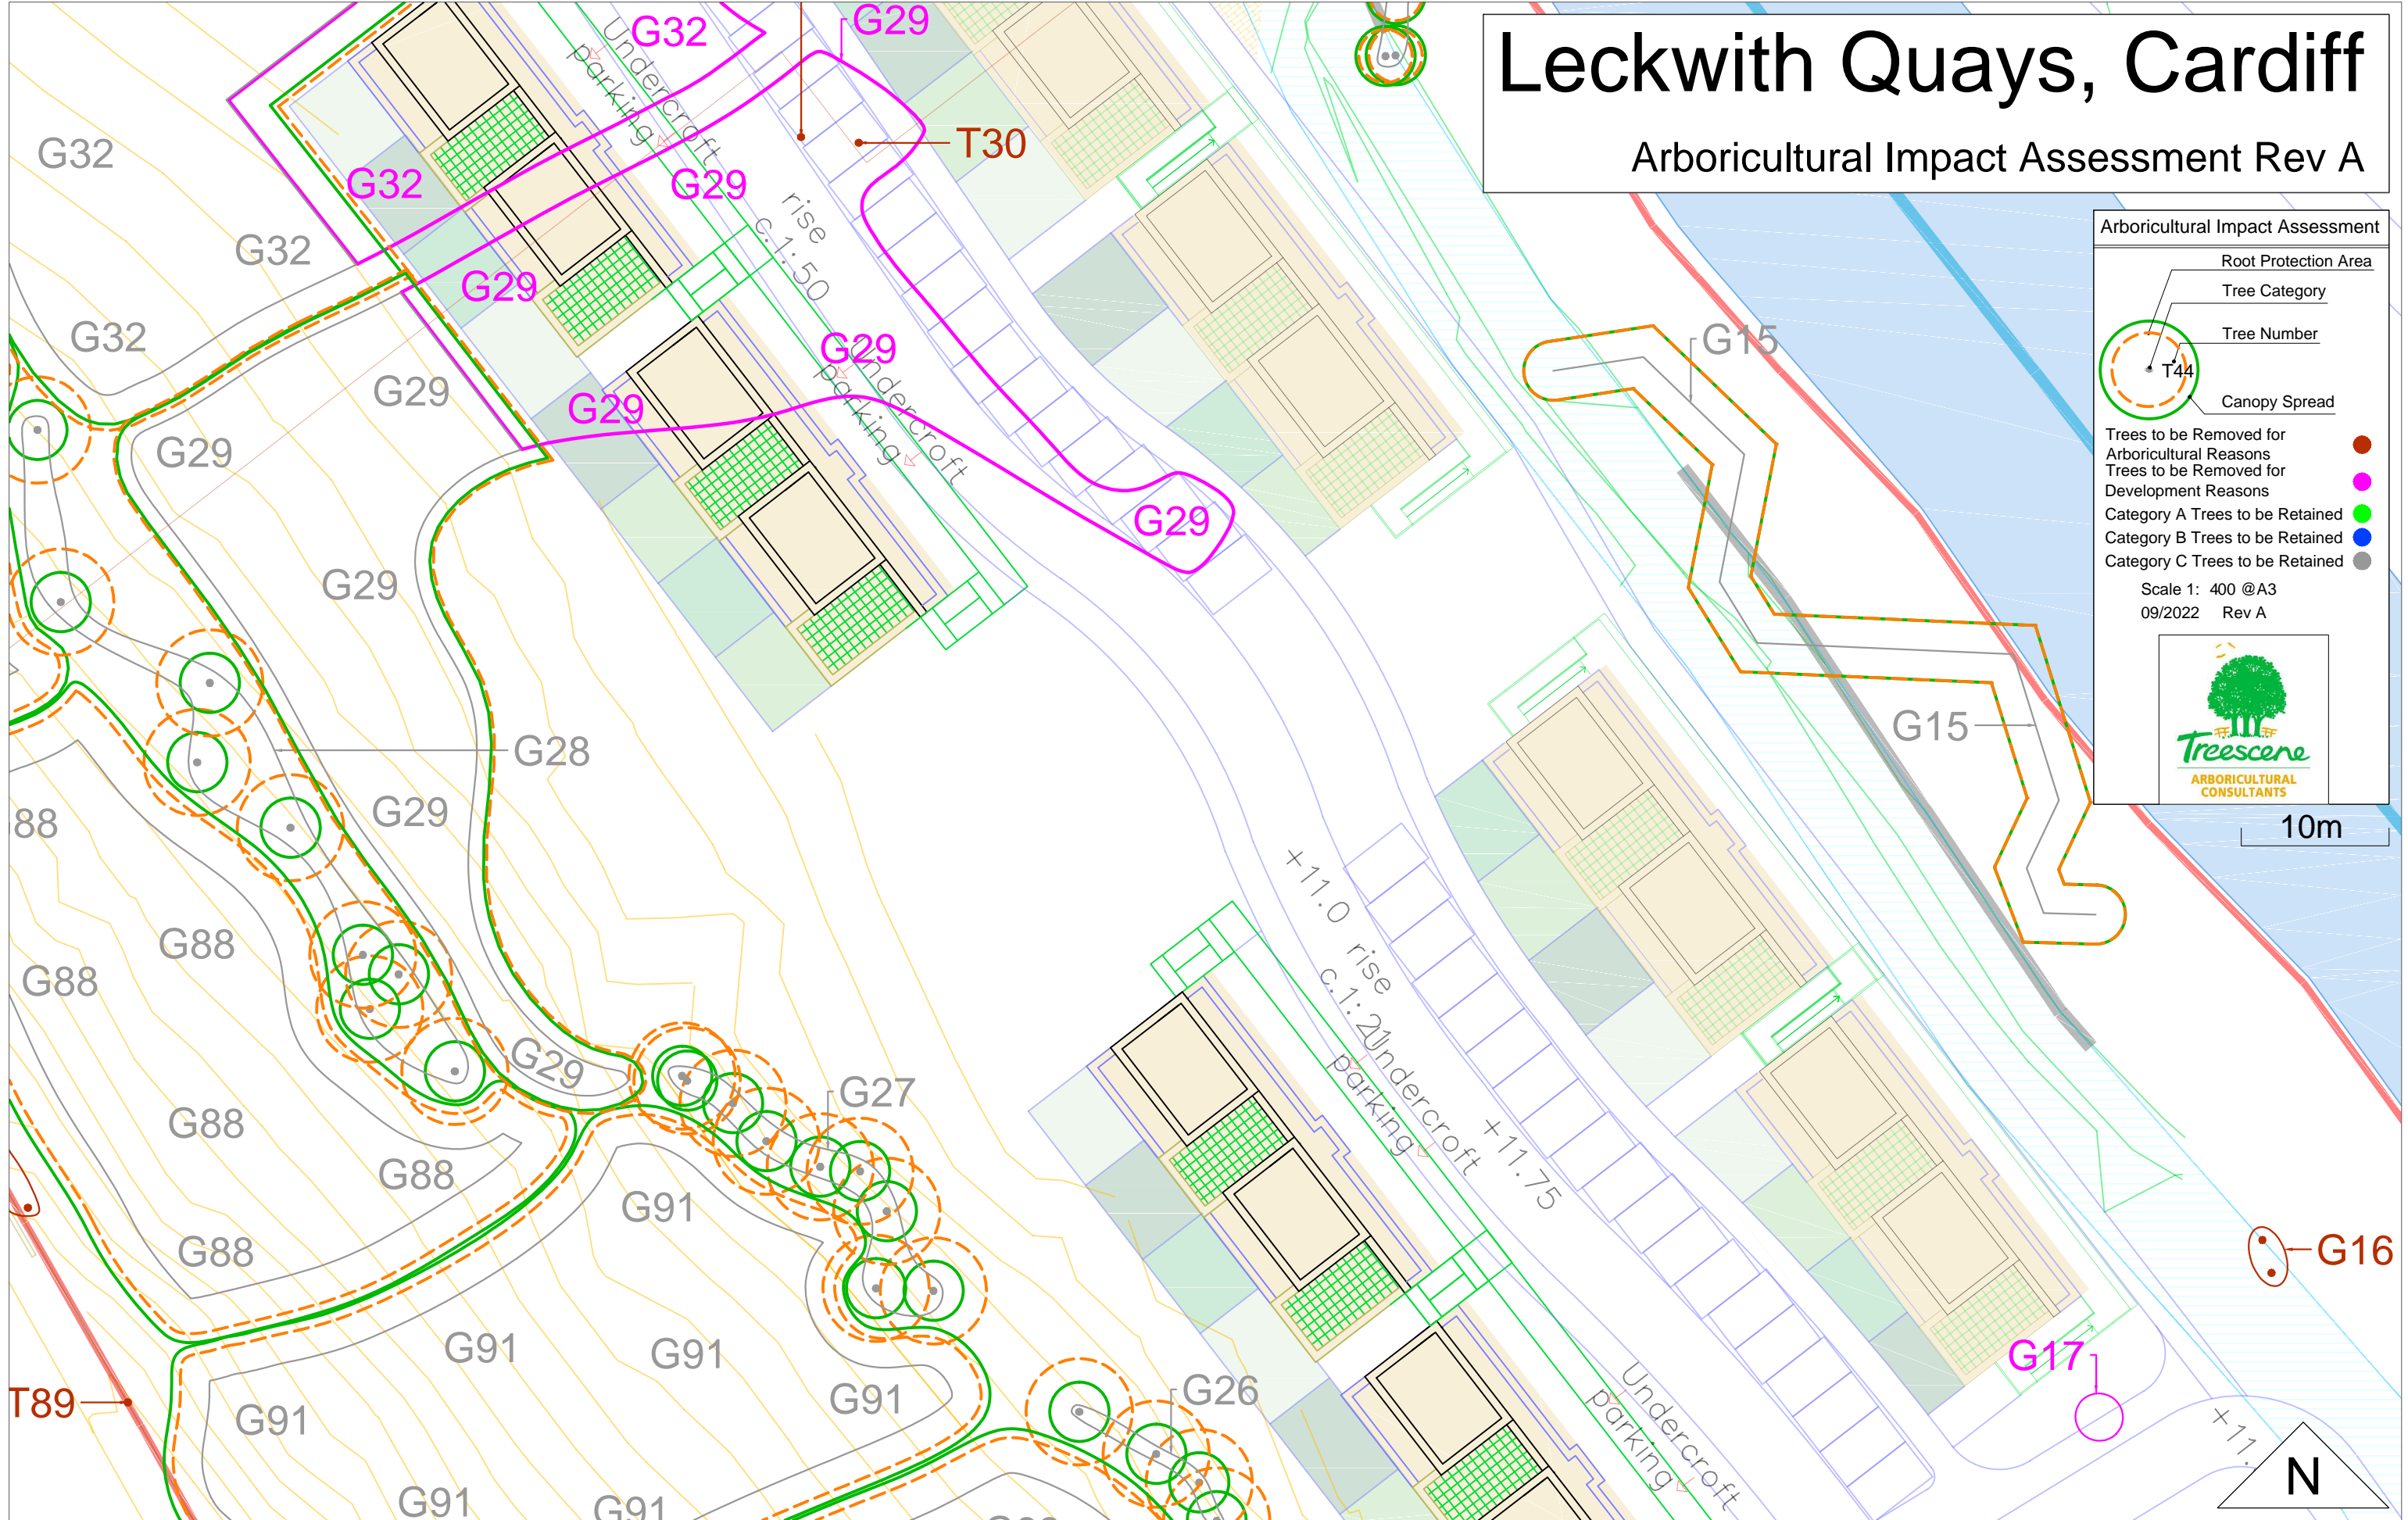 Leckwith Quays, Cardiff
Arboricultural Impact Assessment Rev A
Arboricultural Impact Assessment
Root Protection Area
Tree Category
Tree Number
T44
Canopy Spread
Trees to be Removed for
Arboricultural Reasons
Trees to be Removed for
Development Reasons
Category A Trees to be Retained
Category B Trees to be Retained
Category C Trees to be Retained
Scale 1: 400 @A3
09/2022 Rev A
Treescene
ARBORICULTURAL
CONSULTANTS
10m
G32
G29
Undercroft
parking
T30
G32
G32
G29
rise
c.1:50
G32
G29
G32
G29
G29
G29
Undercroft
parking
G29
G15
G29
G29
G28
G29
G15
88
G88
G88
+11.0 rise
c.1:20
Undercroft
parking
+11.75
G29
G27
G88
G88
G91
G88
G16
G91
G91
G91
G17
T89
G91
G26
Undercroft
parking
+11.
G91
G91
N